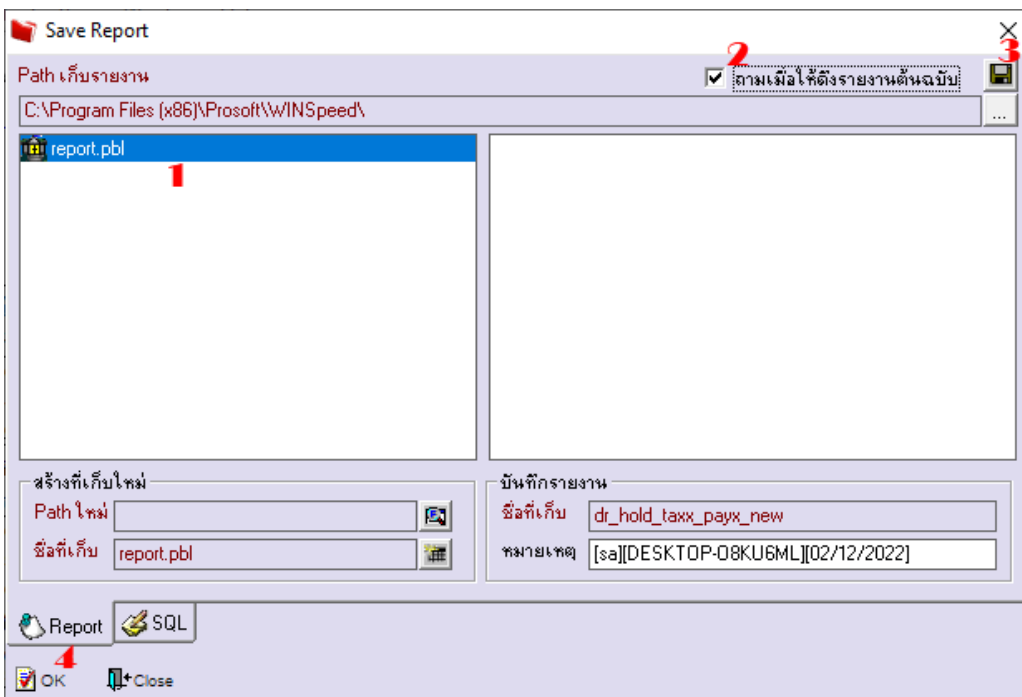 Save Report
2
3
Path เก็บรายงาน
ถามเมื่อให้ดึงรายงานต้นฉบับ
C:\Program Files (x86)\Prosoft\WINSpeed\
...
report.pbl
1
สร้างที่เก็บใหม่
Path ใหม่
ชื่อที่เก็บ report.pbl
บันทึกรายงาน
ชื่อที่เก็บ dr_hold_taxx_payx_new
หมายเหตุ [sa][DESKTOP-O8KU6ML][02/12/2022]
Report SQL
4
OK Close